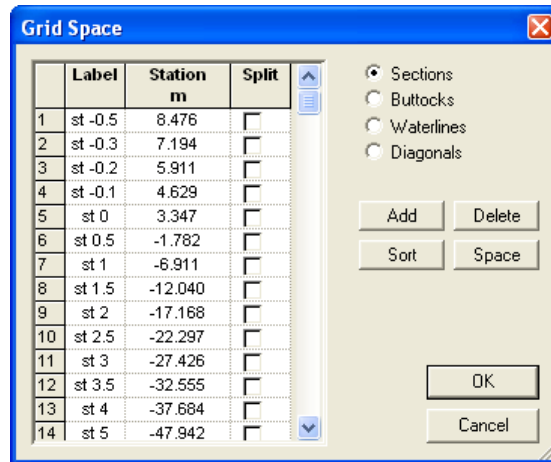 Grid Space
Label Station m Split
1 st -0.5 8.476
2 st -0.3 7.194
3 st -0.2 5.911
4 st -0.1 4.629
5 st 0 3.347
6 st 0.5 -1.782
7 st 1 -6.911
8 st 1.5 -12.040
9 st 2 -17.168
10 st 2.5 -22.297
11 st 3 -27.426
12 st 3.5 -32.555
13 st 4 -37.684
14 st 5 -47.942
Sections
Buttocks
Waterlines
Diagonals
Add Delete
Sort Space
OK
Cancel